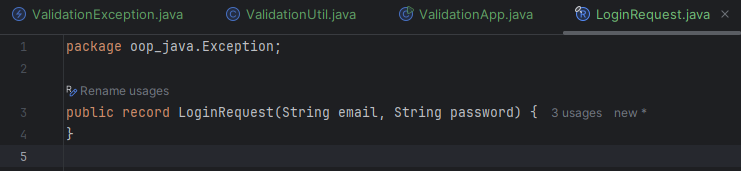 ValidationException.java ValidationUtil.java ValidationApp.java LoginRequest.java
1 package oop_java.Exception;
2
Rename usages
3 public record LoginRequest(String email, String password) { 3 usages new *
4 }
5